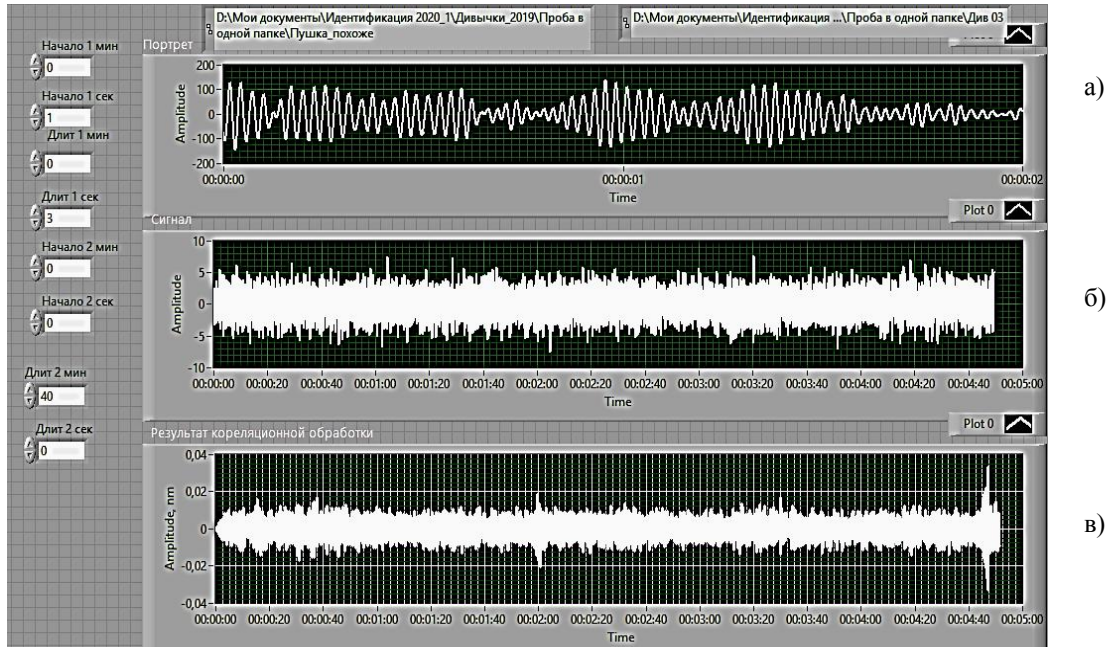 D:\Мои документы\Идентификация 2020_1\Дивычки_2019\Проба в
одной папке\Пушка_похоже
D:\Мои документы\Идентификация ...\Проба в одной папке\Див 03
Начало 1 мин
0
Начало 1 сек
1
Длит 1 мин
0
Длит 1 сек
3
Начало 2 мин
0
Начало 2 сек
0
Длит 2 мин
40
Длит 2 сек
0
Портрет
Amplitude
200
100
0
-100
-200
00:00:00 00:00:01 00:00:02
Time
а)
Сигнал
Plot 0
Amplitude
10
5
0
-5
-10
00:00:00 00:00:20 00:00:40 00:01:00 00:01:20 00:01:40 00:02:00 00:02:20 00:02:40 00:03:00 00:03:20 00:03:40 00:04:00 00:04:20 00:04:40 00:05:00
Time
б)
Результат кореляционной обработки
Plot 0
Amplitude, nm
0,04
0,02
0
-0,02
-0,04
00:00:00 00:00:20 00:00:40 00:01:00 00:01:20 00:01:40 00:02:00 00:02:20 00:02:40 00:03:00 00:03:20 00:03:40 00:04:00 00:04:20 00:04:40 00:05:00
Time
в)